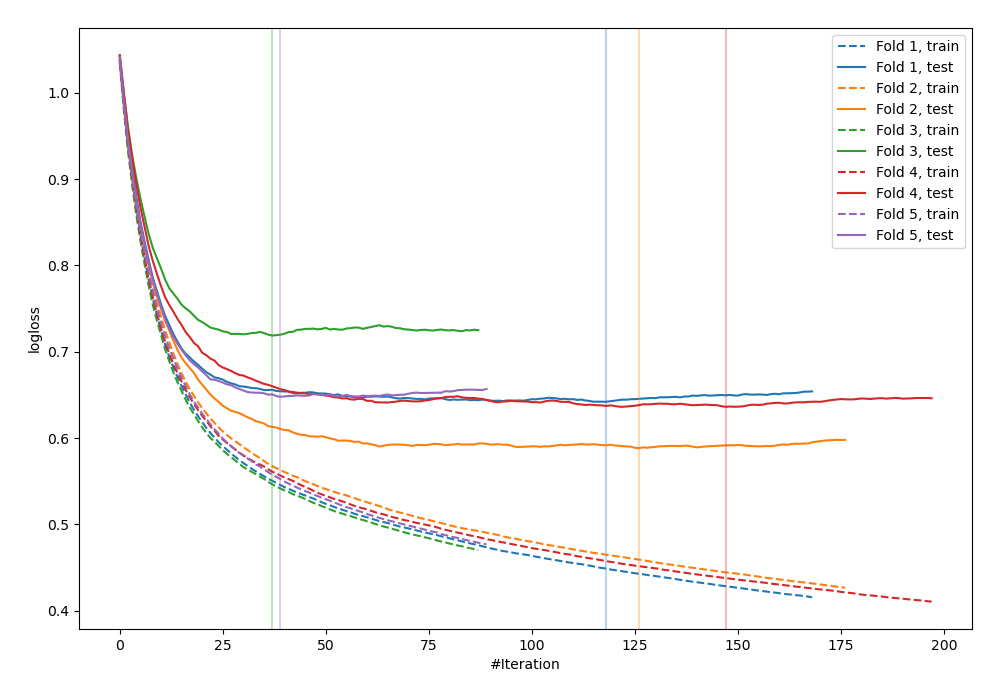 1.0
0.9
0.8
0.7
0.6
0.5
0.4
logloss
0
25
50
75
100
125
150
175
200
#Iteration
Fold 1, train
Fold 1, test
Fold 2, train
Fold 2, test
Fold 3, train
Fold 3, test
Fold 4, train
Fold 4, test
Fold 5, train
Fold 5, test